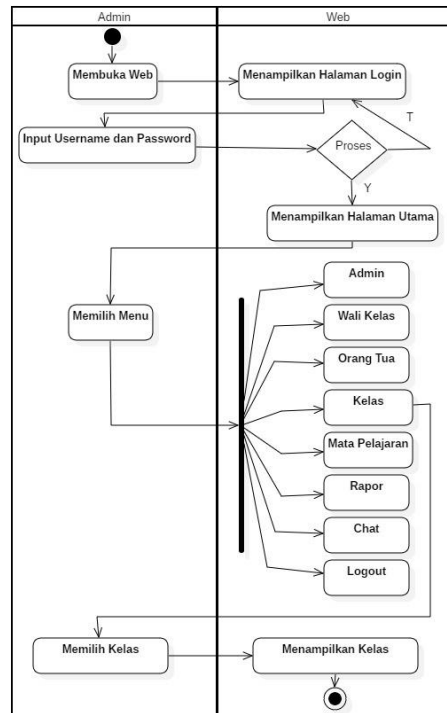 Admin
Web
Membuka Web
Menampilkan Halaman Login
T
Input Username dan Password
Proses
Y
Menampilkan Halaman Utama
Admin
Memilih Menu
Wali Kelas
Orang Tua
Kelas
Mata Pelajaran
Rapor
Chat
Logout
Memilih Kelas
Menampilkan Kelas